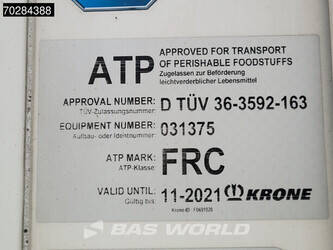 70284388
ATP
APPROVED FOR TRANSPORT
OF PERISHABLE FOODSTUFFS
Zugelassen zur Beförderung
leichtverderblicher Lebensmittel
APPROVAL NUMBER: D TÜV 36-3592-163
TÜV-Zulassungsnummer:
EQUIPMENT NUMBER: 031375
Aufbau- oder Identnummer:
ATP MARK: FRC
ATP-Klasse:
VALID UNTIL: 11-2021 KRONE
Gültig bis:
Krone ID
BAS WORLD